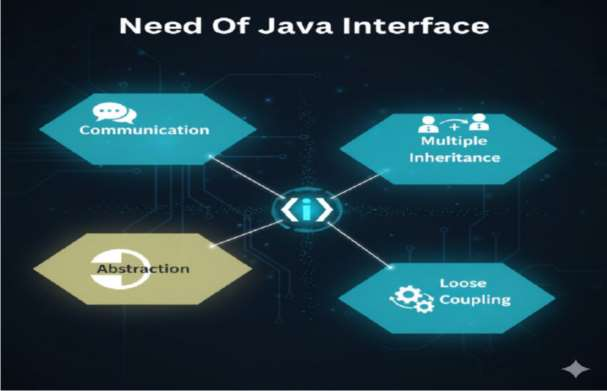 Need Of Java Interface
Communication
Multiple
Inheritance
Abstraction
Loose
Coupling